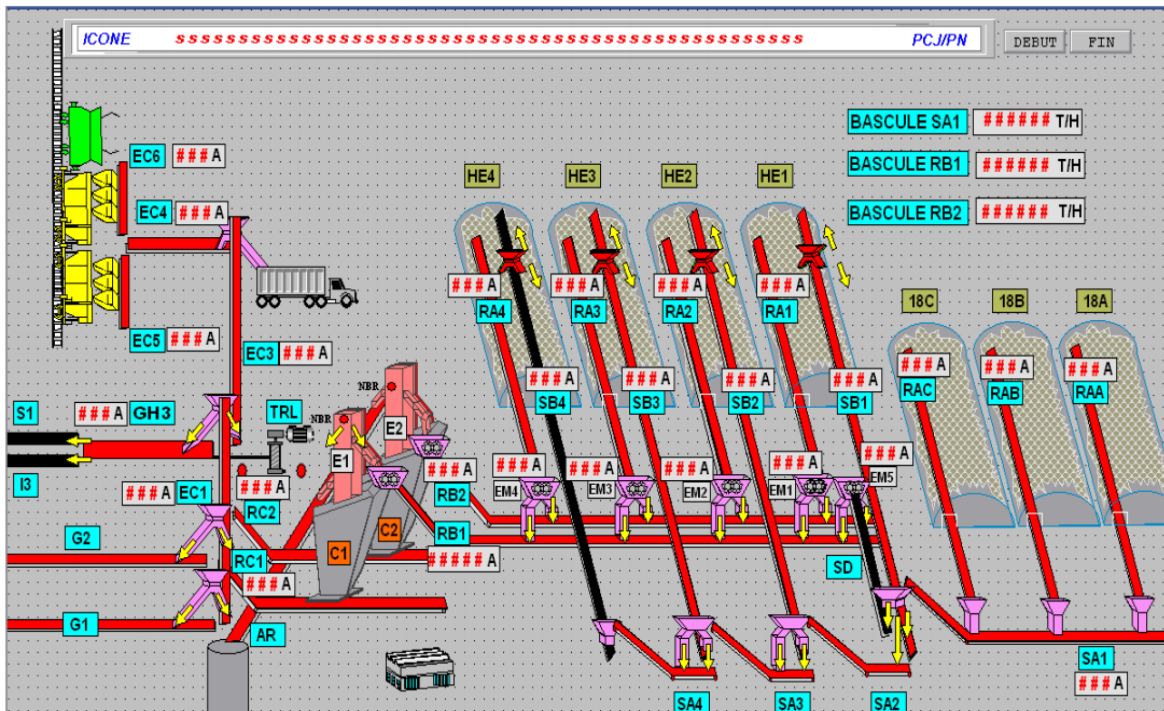 ICONE sssssssssssssssssssssssssssssssssssssssssssssssss PCJ/PN DEBUT FIN
BASCULE SA1 ###### T/H
EC6 ###A
BASCULE RB1 ###### T/H
HE4 HE3 HE2 HE1
EC4 ###A
BASCULE RB2 ###### T/H
###A ###A ###A ###A
18C 18B 18A
RA4 RA3 RA2 RA1
EC5 ###A
EC3 ###A
###A ###A ###A
RAC RAB RAA
###A ###A ###A ###A
SB4 SB3 SB2 SB1
NBR
S1 ###A GH3 TRL NBR
E2
E1
###A
###A ###A ###A ###A ###A
I3 ###A
EC1 ###A
RB2
EM4 EM3 EM2 EM1 EM5
RC2
C2 RB1
G2
C1
RC1 #####A SD
###A
G1
AR
SA1
###A
SA4 SA3 SA2